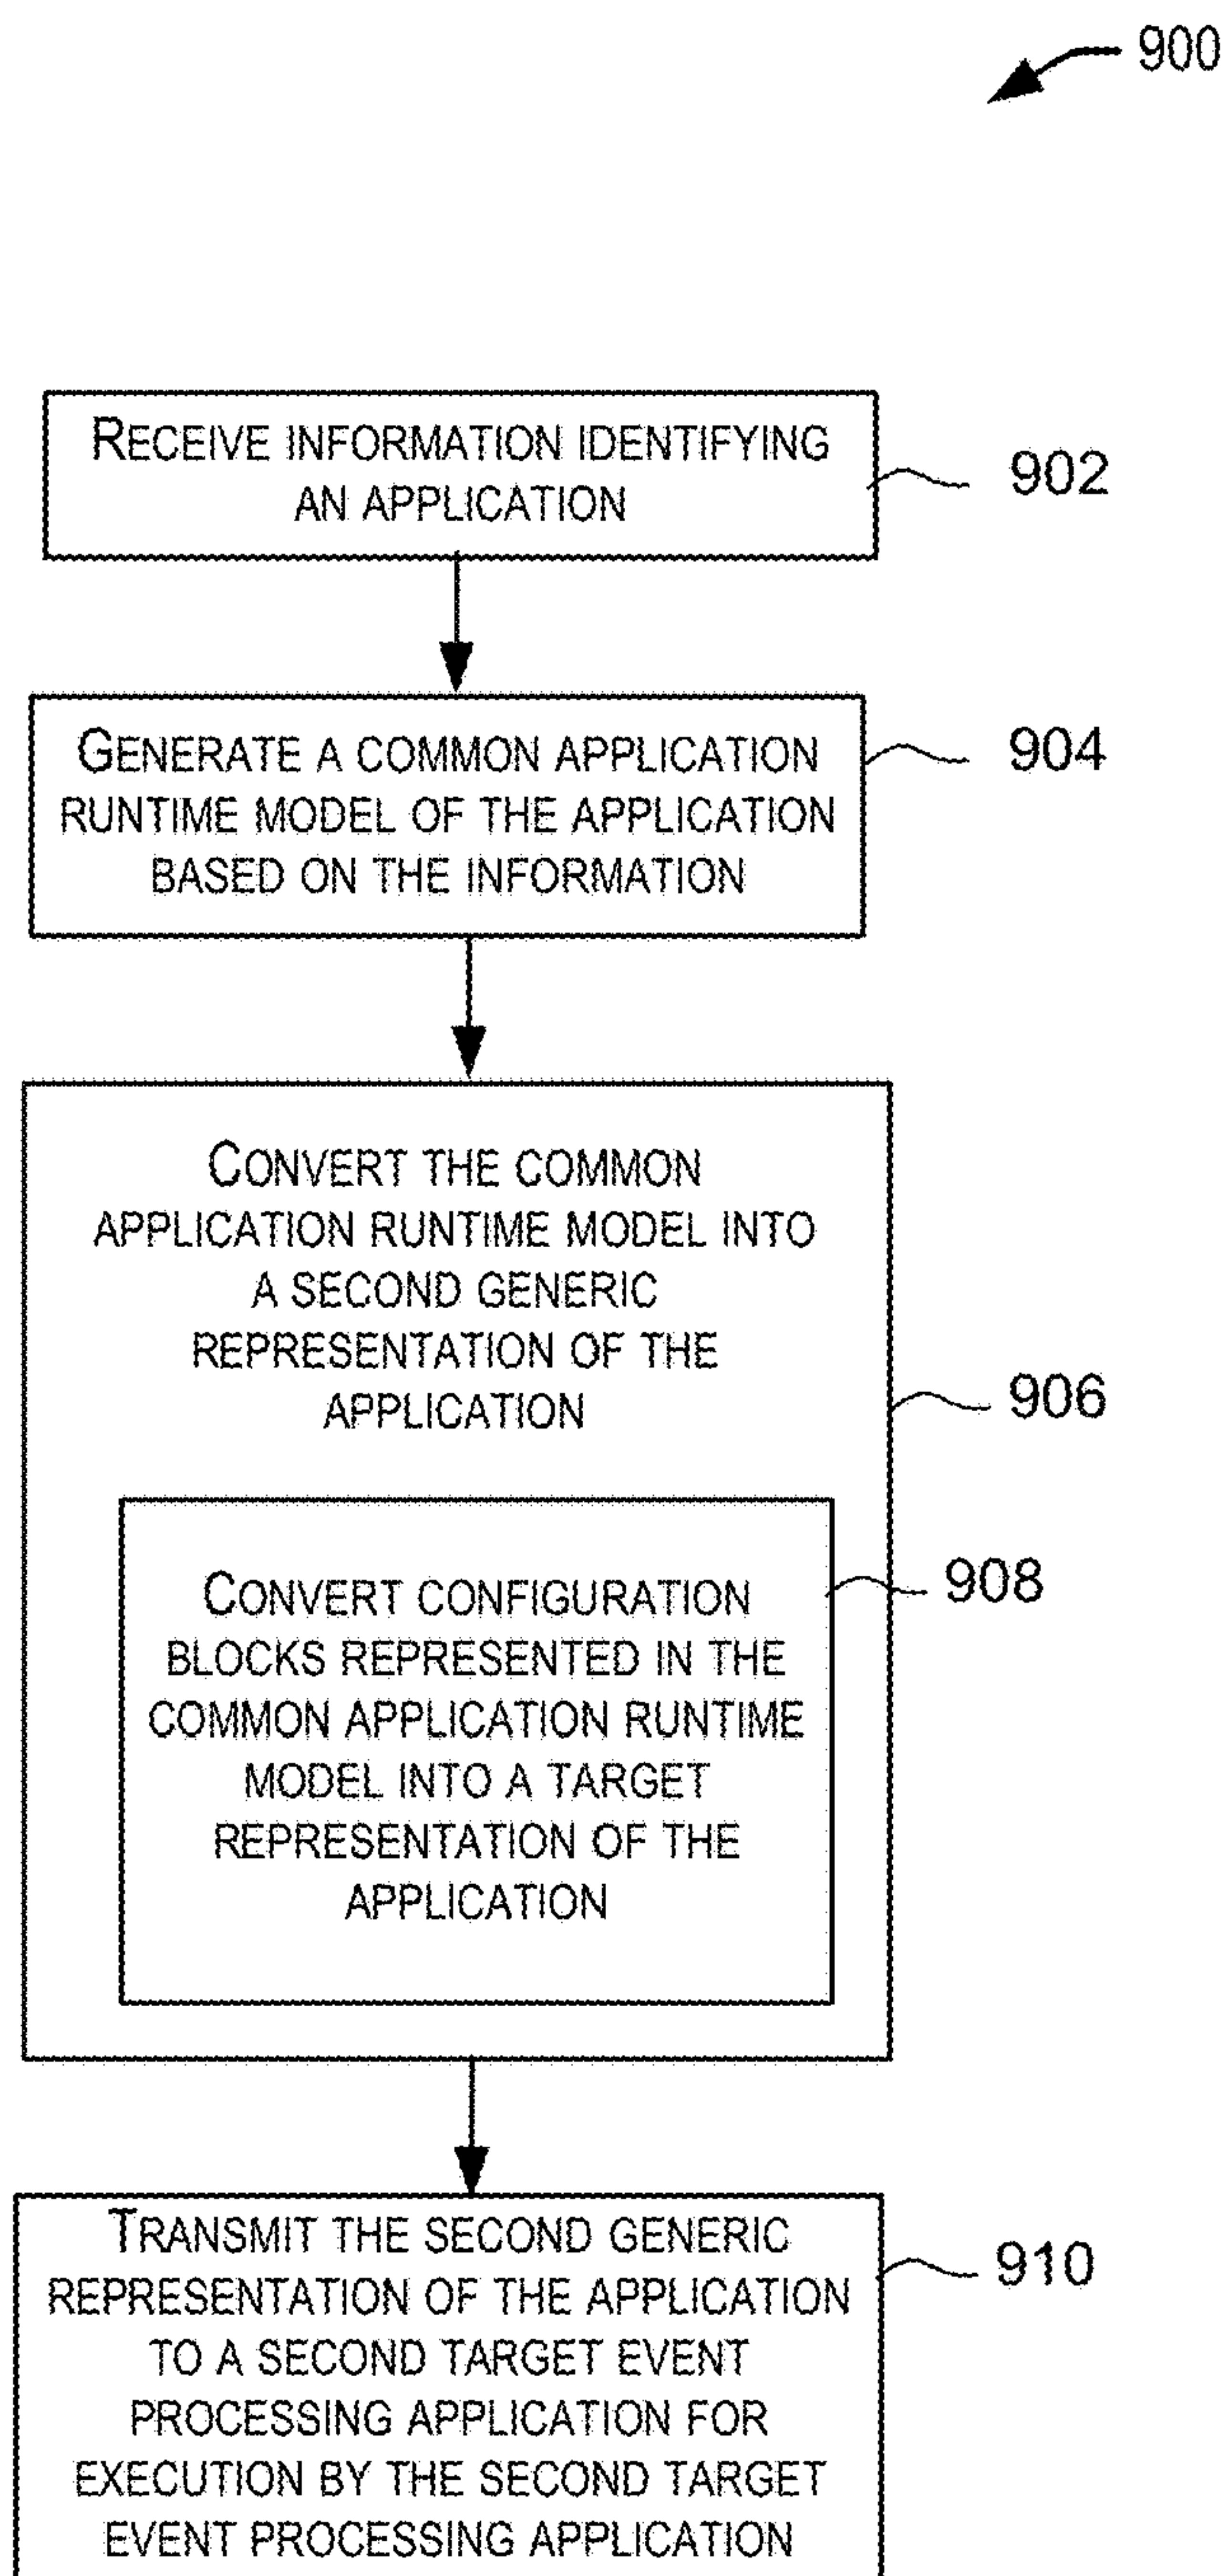 900
RECEIVE INFORMATION IDENTIFYING
AN APPLICATION
902
GENERATE A COMMON APPLICATION
RUNTIME MODEL OF THE APPLICATION
BASED ON THE INFORMATION
904
CONVERT THE COMMON
APPLICATION RUNTIME MODEL INTO
A SECOND GENERIC
REPRESENTATION OF THE
APPLICATION
906
CONVERT CONFIGURATION
BLOCKS REPRESENTED IN THE
COMMON APPLICATION RUNTIME
MODEL INTO A TARGET
REPRESENTATION OF THE
APPLICATION
908
TRANSMIT THE SECOND GENERIC
REPRESENTATION OF THE APPLICATION
TO A SECOND TARGET EVENT
PROCESSING APPLICATION FOR
EXECUTION BY THE SECOND TARGET
EVENT PROCESSING APPLICATION
910